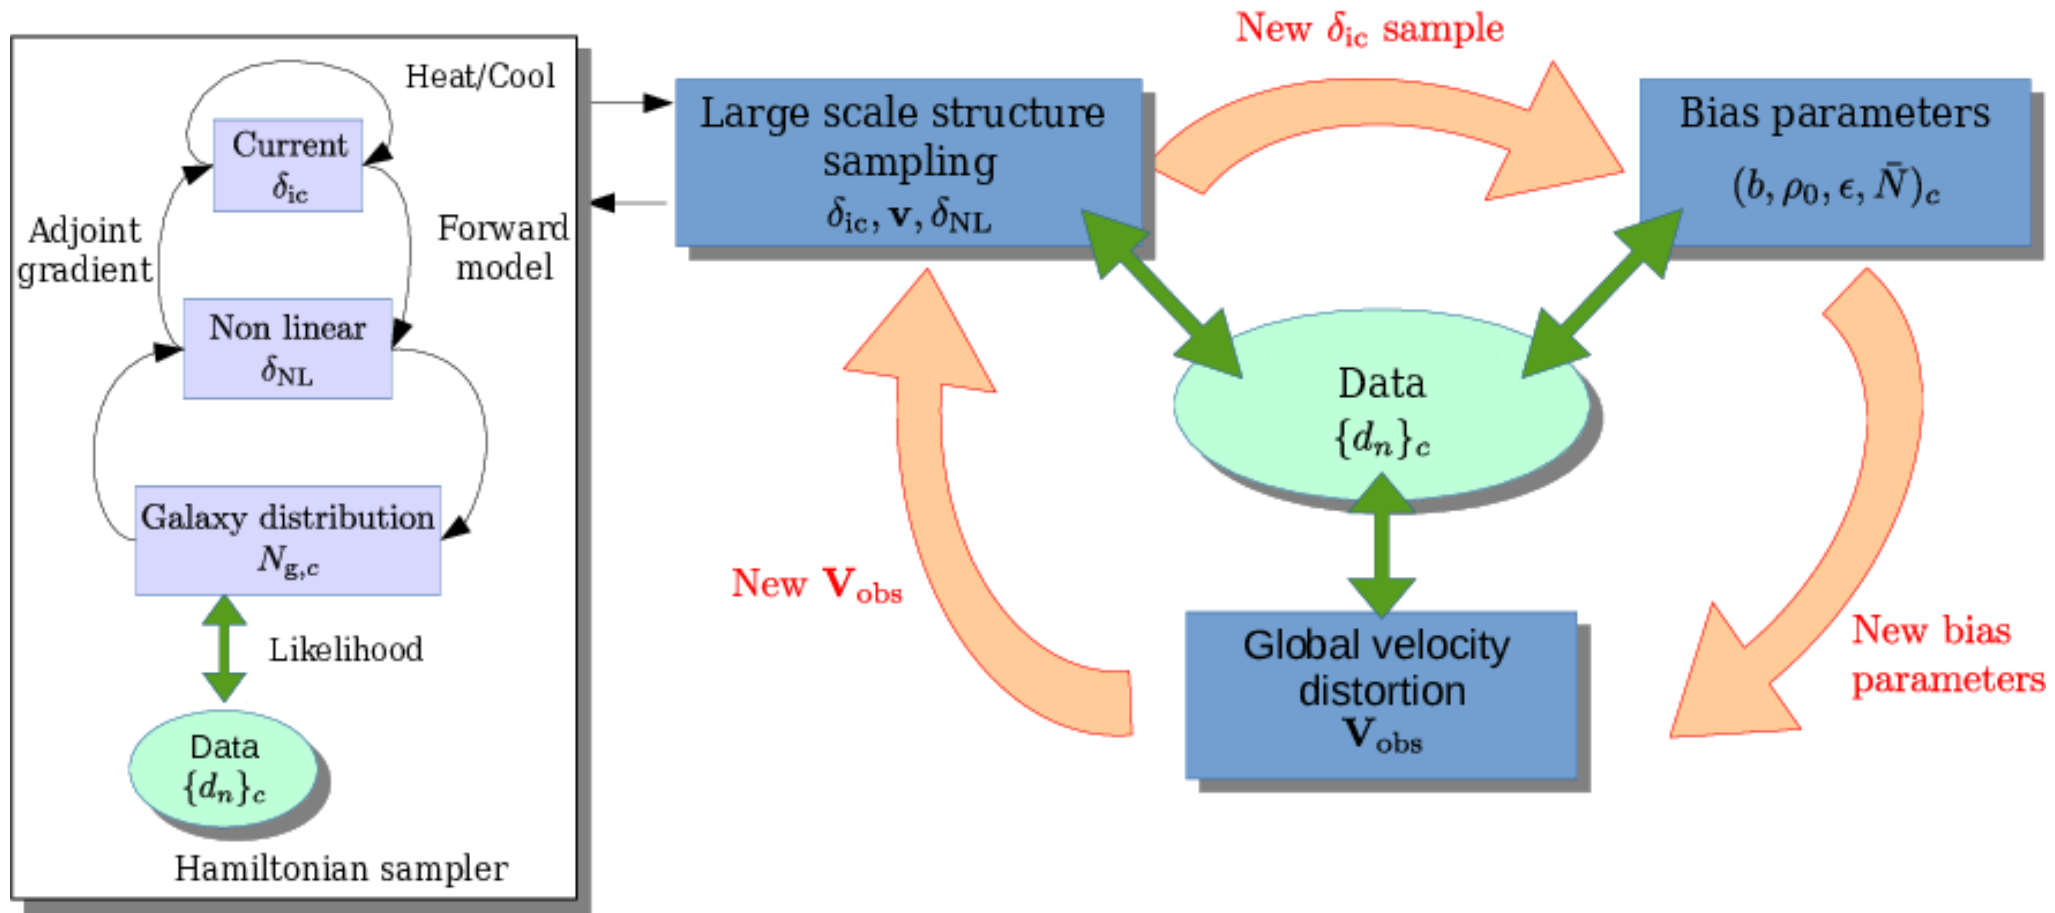 Heat/Cool
Current
δic
Adjoint
gradient
Forward
model
Non linear
δNL
Galaxy distribution
Ng,c
Likelihood
Data
{dn}c
Hamiltonian sampler
Large scale structure
sampling
δic, v, δNL
New δic sample
Bias parameters
(b, ρ0, ϵ, N̄)c
Data
{dn}c
New Vobs
Global velocity
distortion
Vobs
New bias
parameters